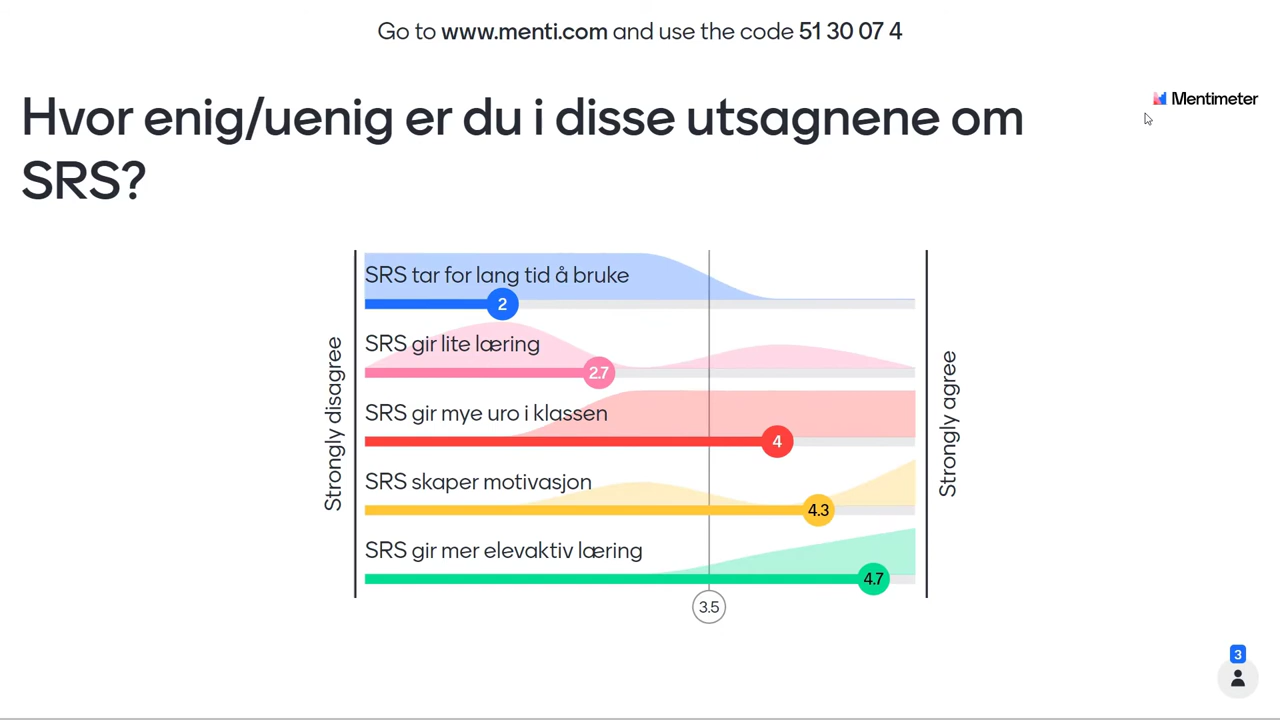 Go to www.menti.com and use the code 51 30 07 4
Hvor enig/uenig er du i disse utsagnene om
SRS?
Mentimeter
Strongly disagree
SRS tar for lang tid å bruke
2
SRS gir lite læring
2.7
SRS gir mye uro i klassen
4
SRS skaper motivasjon
4.3
SRS gir mer elevaktiv læring
4.7
3.5
Strongly agree
3